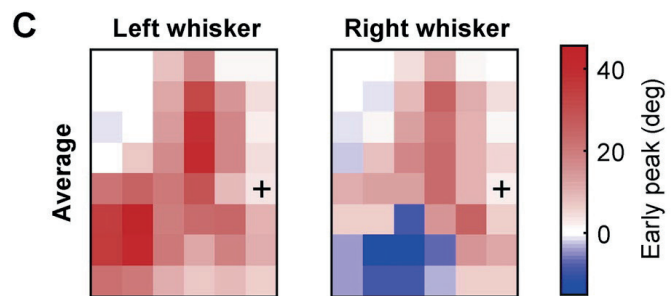 C
Left whisker
Right whisker
Average
+
+
40
20
0
Early peak (deg)